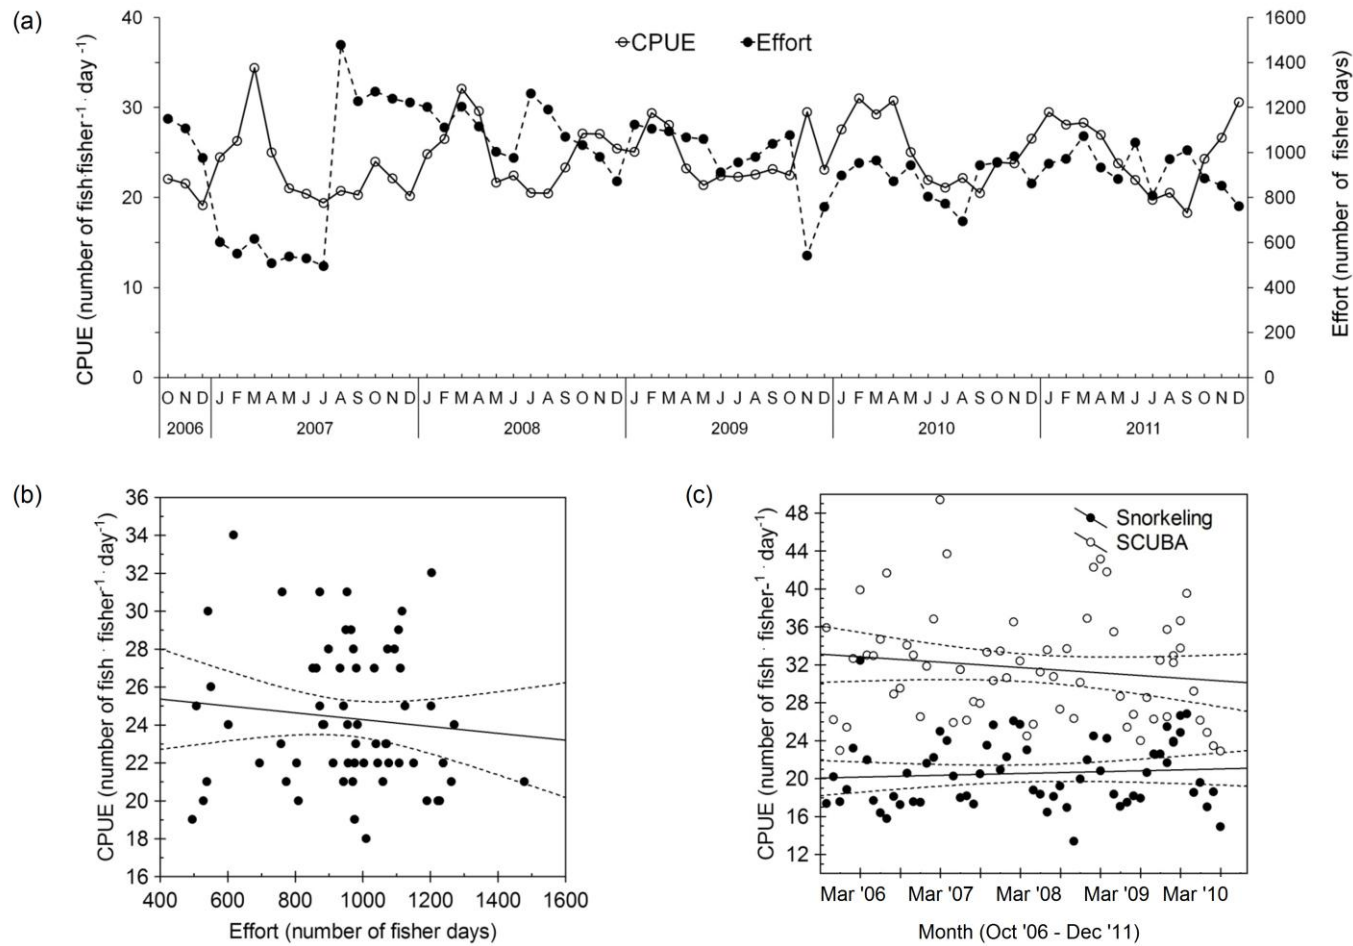 (a)
40
30
20
10
0
CPUE (number of fish·fisher⁻¹· day⁻¹)
CPUE Effort
1600
1400
1200
1000
800
600
400
200
0
Effort (number of fisher days)
O N D J F M A M J J A S O N D J F M A M J J A S O N D J F M A M J J A S O N D J F M A M J J A S O N D J F M A M J J A S O N D
2006 2007 2008 2009 2010 2011
(b)
36
34
32
30
28
26
24
22
20
18
16
CPUE (number of fish · fisher⁻¹ · day⁻¹)
400 600 800 1000 1200 1400 1600
Effort (number of fisher days)
(c)
48
44
40
36
32
28
24
20
16
12
CPUE (number of fish · fisher-¹ · day⁻¹)
Snorkeling
SCUBA
Mar '06 Mar '07 Mar '08 Mar '09 Mar '10
Month (Oct '06 - Dec '11)